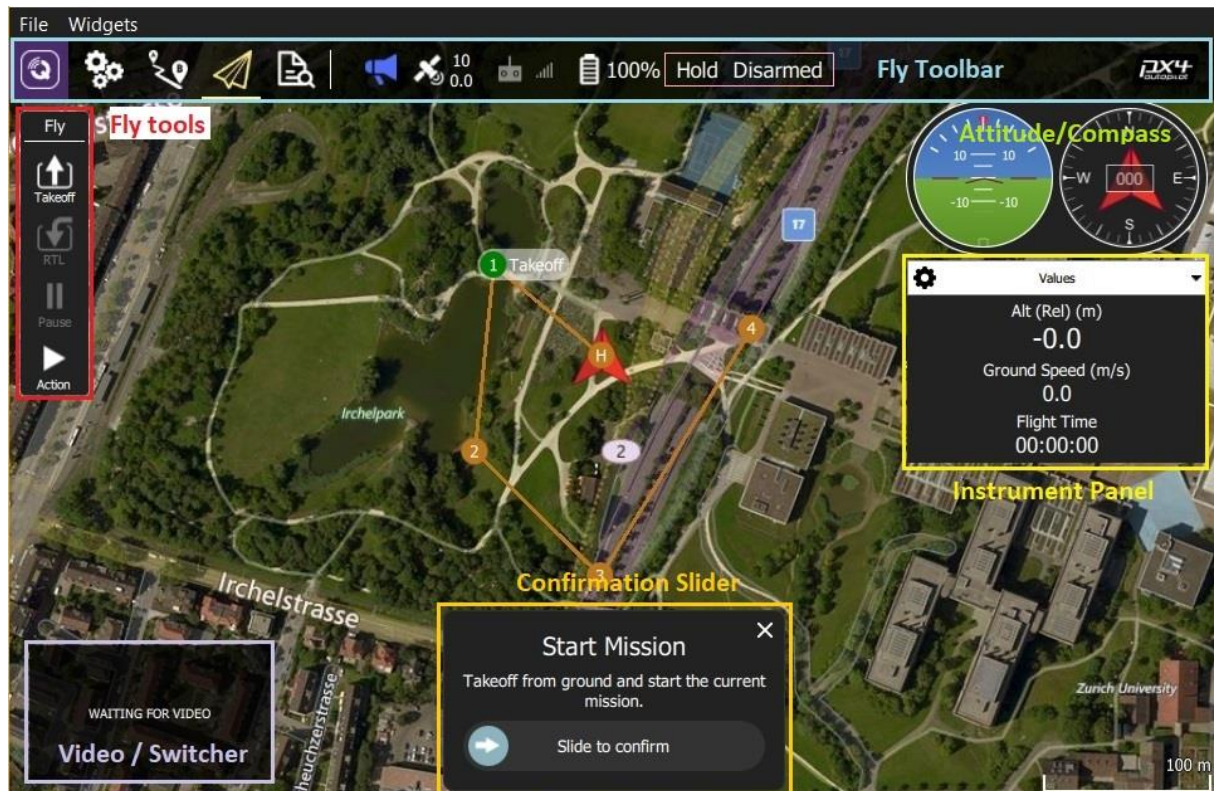 File Widgets
10
0.0
100%
Hold Disarmed
Fly Toolbar
px4
autopilot
17
Fly
Fly tools
Takeoff
RTL
Pause
Action
Attitude/Compass
10 10
-10 -10
N
W
000
E
S
17
1 Takeoff
4
H
Irchelpark
2
2
3
Values
Alt (Rel) (m)
-0.0
Ground Speed (m/s)
0.0
Flight Time
00:00:00
Instrument Panel
Confirmation Slider
Irchelstrasse
heuchzerstrasse
Start Mission
Takeoff from ground and start the current
mission.
Slide to confirm
WAITING FOR VIDEO
Video / Switcher
Zurich University
100 m